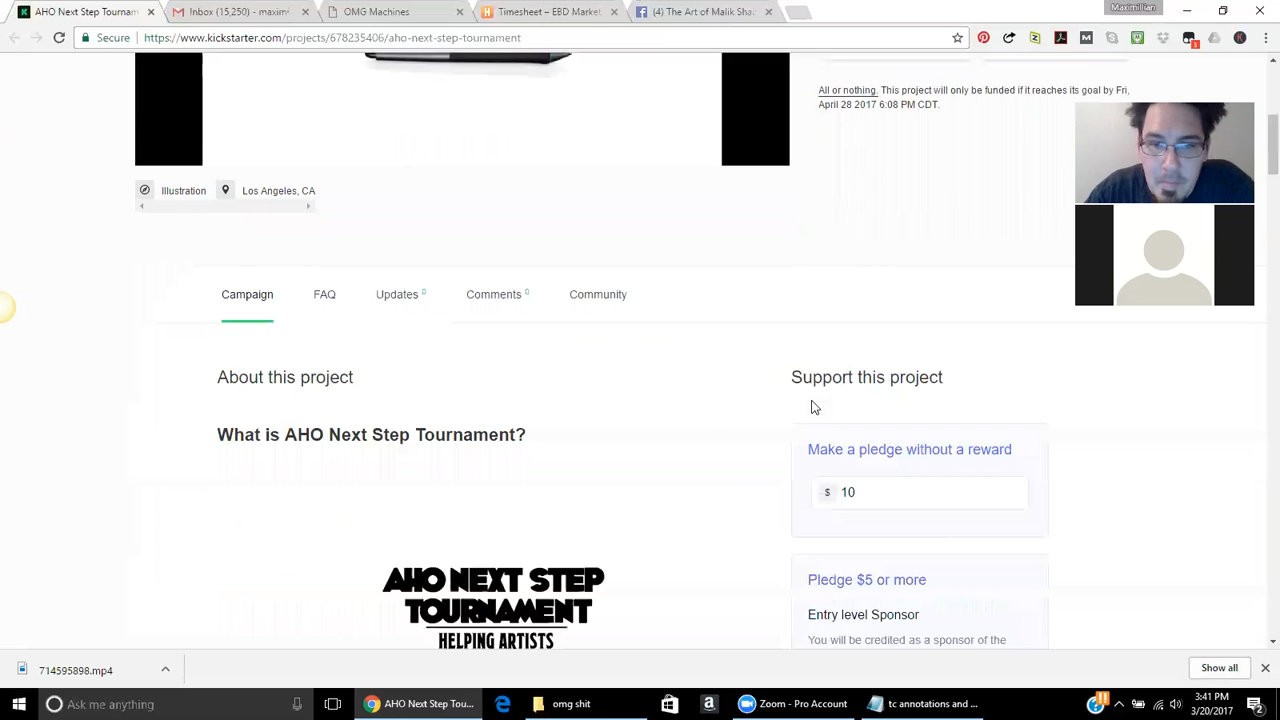 AHO Next Step Tournam
Inbox (15,250) - maximi
OMG Machines
Timesheet – EBD Market
(4) The Art of Malik Sha
Maximillian
Secure
https://www.kickstarter.com/projects/678235406/aho-next-step-tournament
All or nothing. This project will only be funded if it reaches its goal by Fri,
April 28 2017 6:08 PM CDT.
Illustration
Los Angeles, CA
Campaign
FAQ
Updates 0
Comments 0
Community
About this project
Support this project
What is AHO Next Step Tournament?
Make a pledge without a reward
$ 10
AHO NEXT STEP
TOURNAMENT
HELPING ARTISTS
Pledge $5 or more
Entry level Sponsor
You will be credited as a sponsor of the
714595898.mp4
Show all
Ask me anything
AHO Next Step Tou...
omg shit
Zoom - Pro Account
tc annotations and ...
3:41 PM
3/20/2017